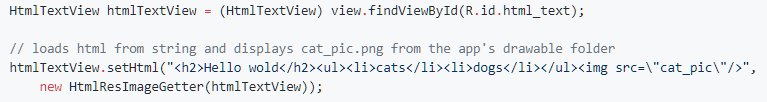 HtmlTextView htmlTextView = (HtmlTextView) view.findViewById(R.id.html_text);
// loads html from string and displays cat_pic.png from the app's drawable folder
htmlTextView.setHtml("<h2>Hello wold</h2><ul><li>cats</li><li>dogs</li></ul><img src=\"cat_pic\"/>",
    new HtmlResImageGetter(htmlTextView));